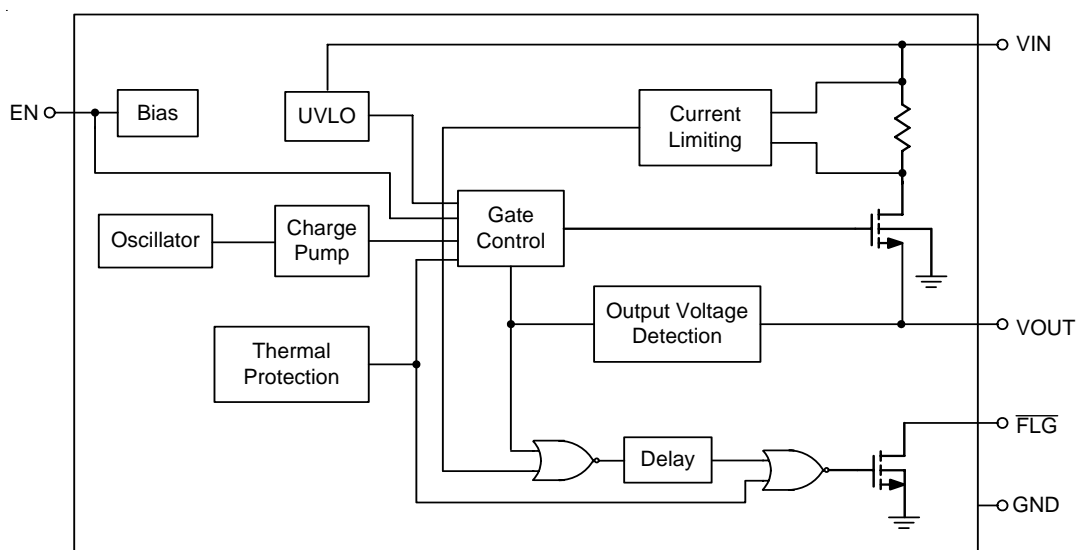 VIN
EN
Bias
UVLO
Current
Limiting
Oscillator
Charge
Pump
Gate
Control
Output Voltage
Detection
VOUT
Thermal
Protection
FLG
Delay
GND